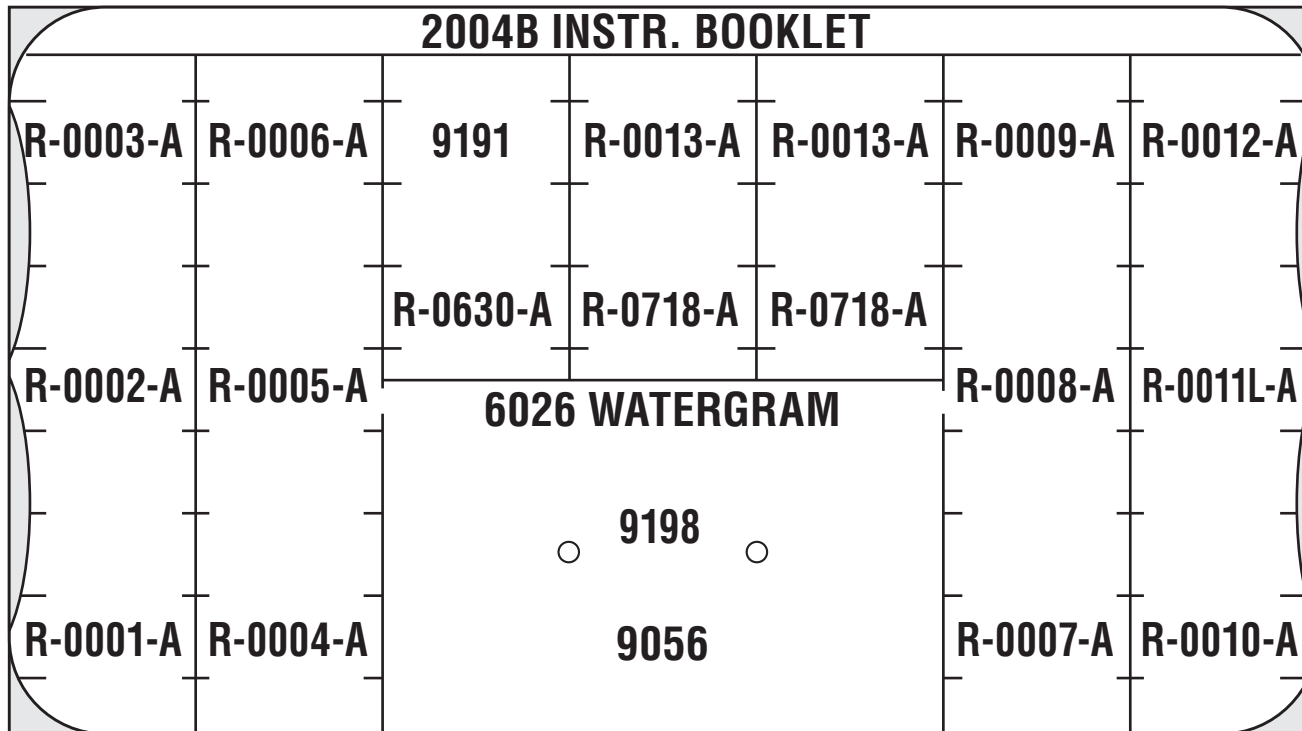 2004B INSTR. BOOKLET
R-0003-A R-0006-A 9191 R-0013-A R-0013-A R-0009-A R-0012-A
R-0630-A R-0718-A R-0718-A
R-0002-A R-0005-A R-0008-A R-0011L-A
6026 WATERGRAM
9198
R-0001-A R-0004-A 9056 R-0007-A R-0010-A